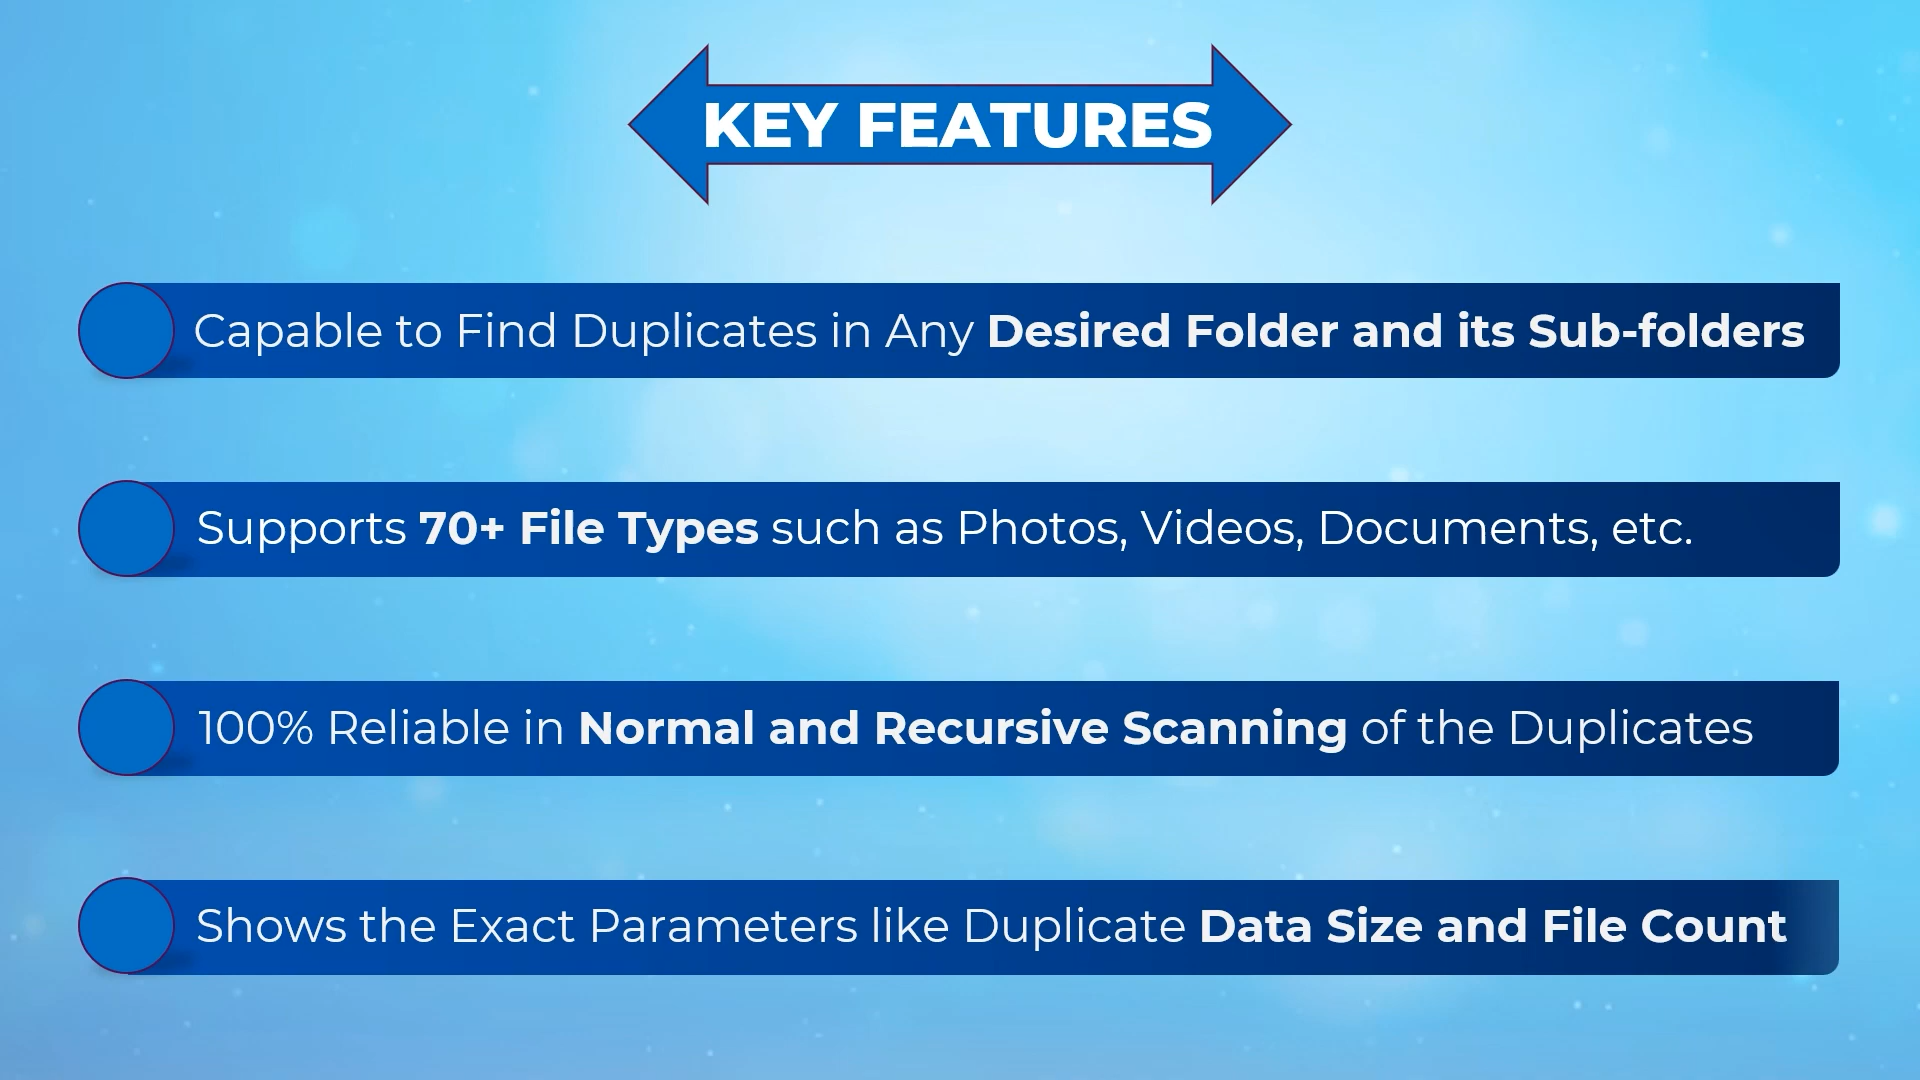 KEY FEATURES
Capable to Find Duplicates in Any Desired Folder and its Sub-folders
Supports 70+ File Types such as Photos, Videos, Documents, etc.
100% Reliable in Normal and Recursive Scanning of the Duplicates
Shows the Exact Parameters like Duplicate Data Size and File Count